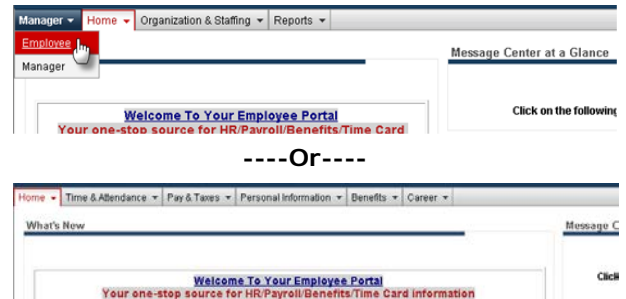 Manager Home Organization & Staffing Reports
Employee
Message Center at a Glance
Manager
Welcome To Your Employee Portal
Click on the following
Your one-stop source for HR/Payroll/Benefits/Time Card
----Or----
Home Time & Attendance Pay & Taxes Personal Information Benefits Career
What's New
Message C
Welcome To Your Employee Portal
Click
Your one-stop source for HR/Payroll/Benefits/Time Card Information